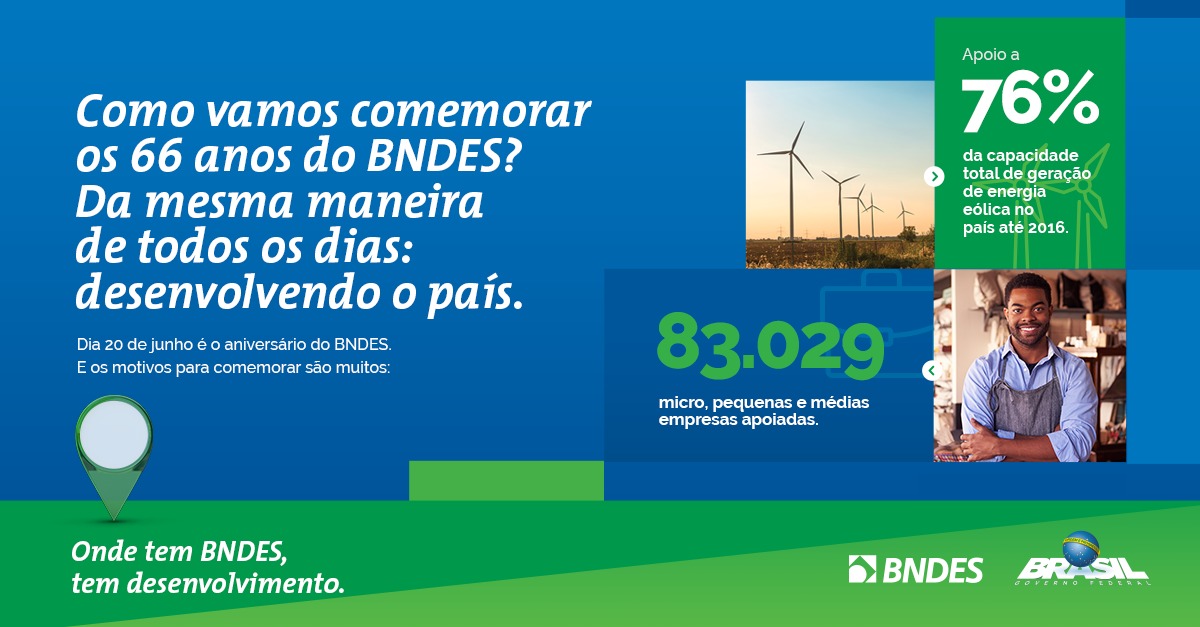 Como vamos comemorar
os 66 anos do BNDES?
Da mesma maneira
de todos os dias:
desenvolvendo o país.
Dia 20 de junho é o aniversário do BNDES.
E os motivos para comemorar são muitos:
Apoio a
76%
da capacidade
total de geração
de energia
eólica no
país até 2016.
83.029
micro, pequenas e médias
empresas apoiadas.
Onde tem BNDES,
tem desenvolvimento.
BNDES
BRASIL
GOVERNO FEDERAL